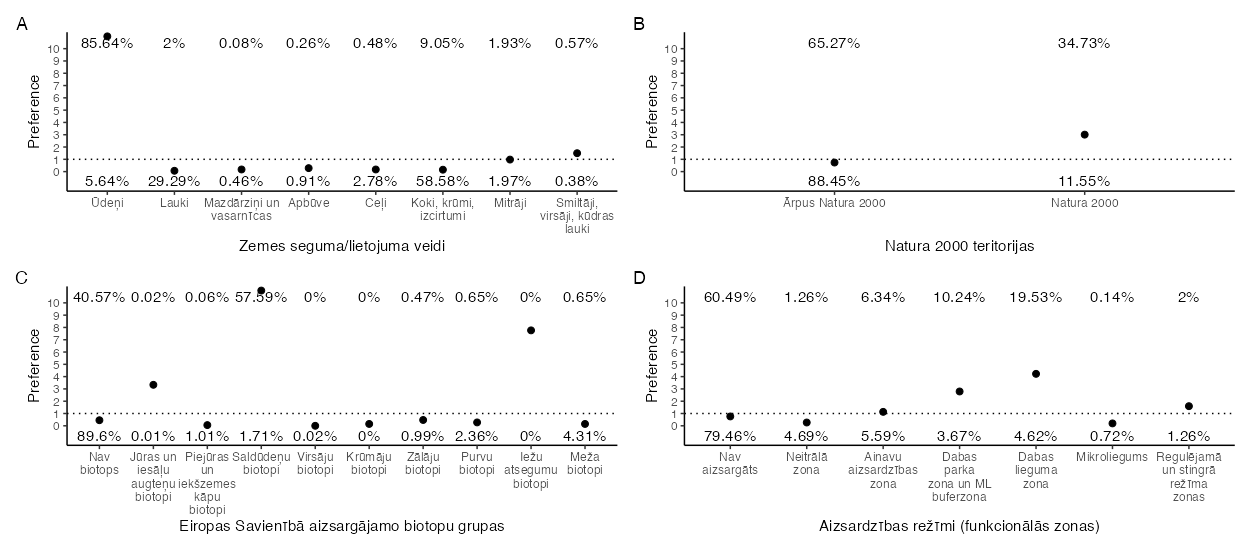 A
85.64% 2% 0.08% 0.26% 0.48% 9.05% 1.93% 0.57%
10
9
8
7
6
5
4
3
2
1
0
Preference
5.64% 29.29% 0.46% 0.91% 2.78% 58.58% 1.97% 0.38%
Ūdeņi Lauki Mazdārziņi un Apbūve Ceļi Koki, krūmi, Mitrāji Smiltāji,
vasarnīcas izcirtumi virsāji, kūdras
lauki
Zemes seguma/lietojuma veidi
B
65.27% 34.73%
10
9
8
7
6
5
4
3
2
1
0
Preference
88.45% 11.55%
Ārpus Natura 2000 Natura 2000
Natura 2000 teritorijas
C
40.57% 0.02% 0.06% 57.59% 0% 0% 0.47% 0.65% 0% 0.65%
10
9
8
7
6
5
4
3
2
1
0
Preference
89.6% 0.01% 1.01% 1.71% 0.02% 0% 0.99% 2.36% 0% 4.31%
Nav Jūras un Piejūras Saldūdeņu Virsāju Krūmāju Zālāju Purvu Iežu Meža
biotops iesāļu un biotopi biotopi biotopi biotopi biotopi atsegumu biotopi
augteņu iekšzemes biotopi
biotopi kāpu
biotopi
Eiropas Savienībā aizsargājamo biotopu grupas
D
60.49% 1.26% 6.34% 10.24% 19.53% 0.14% 2%
10
9
8
7
6
5
4
3
2
1
0
Preference
79.46% 4.69% 5.59% 3.67% 4.62% 0.72% 1.26%
Nav Neitrālā Ainavu Dabas Dabas Mikroliegums Regulējamā
aizsargāts zona aizsardzības parka lieguma un stingrā
zona zona un ML zona režīma
buferzona zonas
Aizsardzības režīmi (funkcionālās zonas)